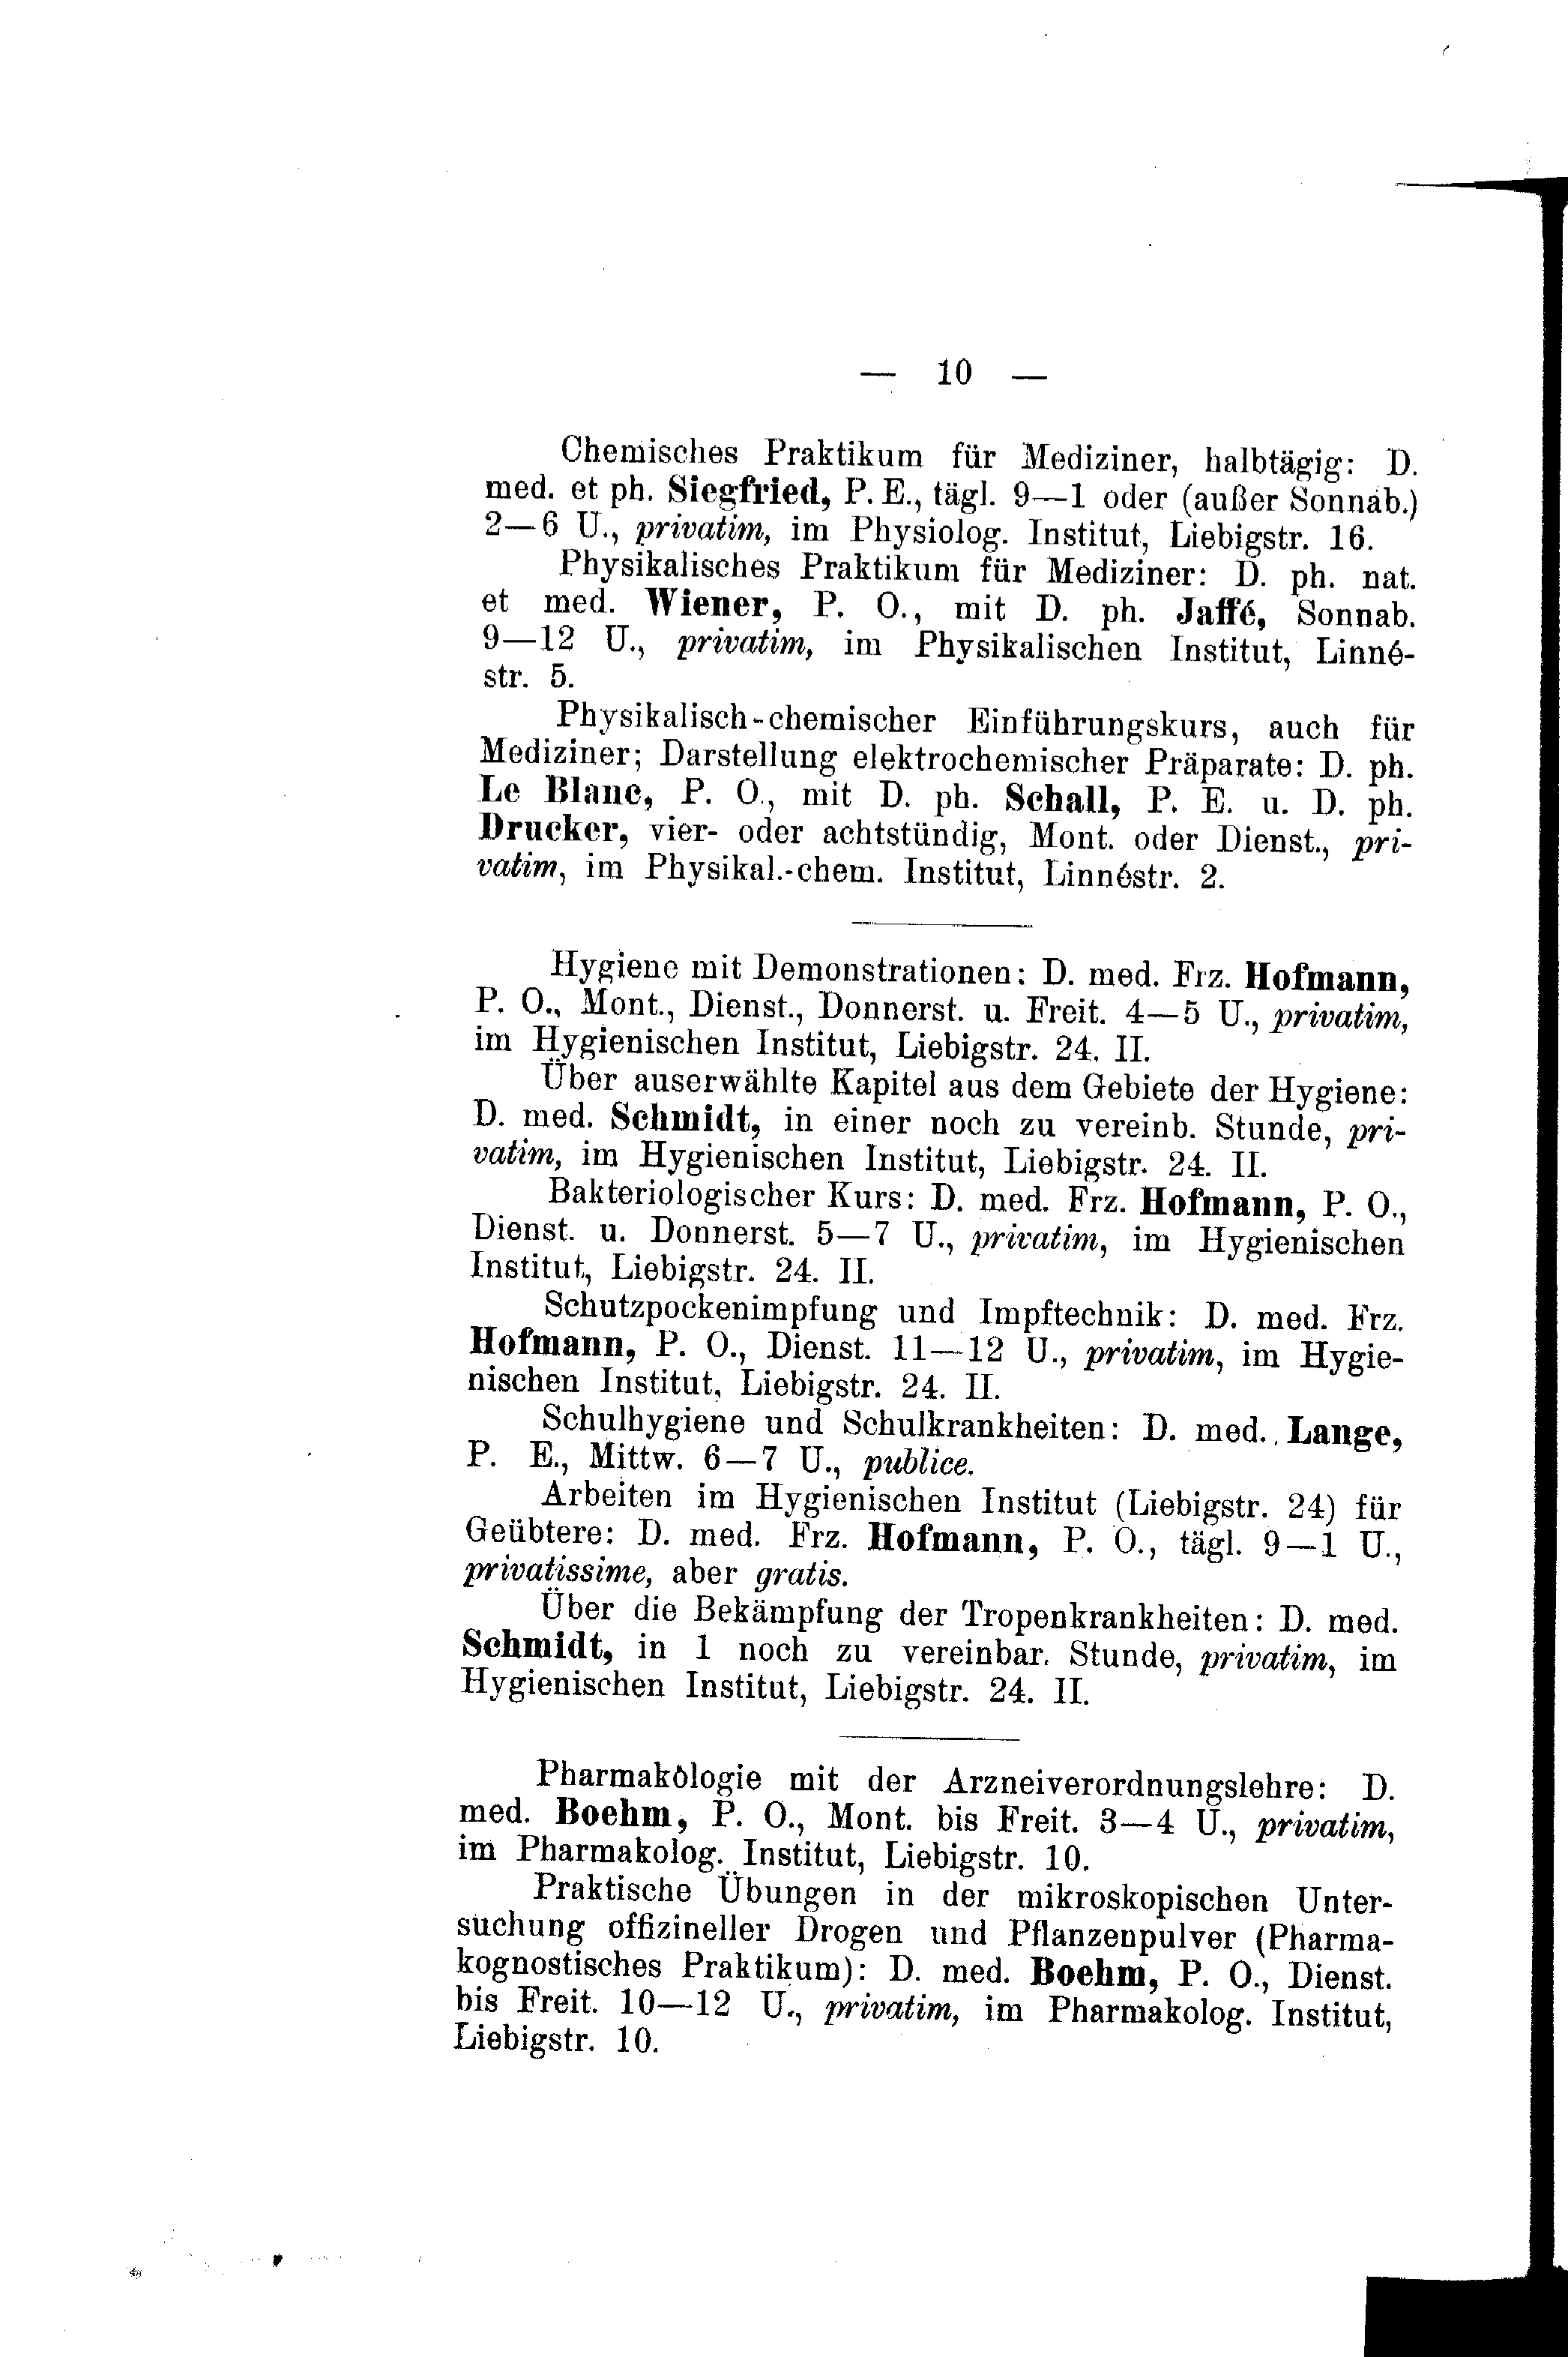 — 10 —
Chemisches Praktikum für Mediziner, halbtägig: D.
med. et ph. Siegfried, P. E., tägl. 9—1 oder (außer Sonnab.)
2—6 U., privatim, im Physiolog. Institut, Liebigstr. 16.
Physikalisches Praktikum für Mediziner: D. ph. nat.
et med. Wiener, P. O., mit D. ph. Jaffé, Sonnab.
9—12 U., privatim, im Physikalischen Institut, Linné-
str. 5.
Physikalisch-chemischer Einführungskurs, auch für
Mediziner; Darstellung elektrochemischer Präparate: D. ph.
Le Blanc, P. O., mit D. ph. Schall, P. E. u. D. ph.
Drucker, vier- oder achtstündig, Mont. oder Dienst., pri-
vatim, im Physikal.-chem. Institut, Linnéstr. 2.
Hygiene mit Demonstrationen: D. med. Frz. Hofmann,
P. O., Mont., Dienst., Donnerst. u. Freit. 4—5 U., privatim,
im Hygienischen Institut, Liebigstr. 24. II.
Über auserwählte Kapitel aus dem Gebiete der Hygiene:
D. med. Schmidt, in einer noch zu vereinb. Stunde, pri-
vatim, im Hygienischen Institut, Liebigstr. 24. II.
Bakteriologischer Kurs: D. med. Frz. Hofmann, P. O.,
Dienst. u. Donnerst. 5—7 U., privatim, im Hygienischen
Institut, Liebigstr. 24. II.
Schutzpockenimpfung und Impftechnik: D. med. Frz.
Hofmann, P. O., Dienst. 11—12 U., privatim, im Hygie-
nischen Institut, Liebigstr. 24. II.
Schulhygiene und Schulkrankheiten: D. med. Lange,
P. E., Mittw. 6—7 U., publice.
Arbeiten im Hygienischen Institut (Liebigstr. 24) für
Geübtere: D. med. Frz. Hofmann, P. O., tägl. 9—1 U.,
privatissime, aber gratis.
Über die Bekämpfung der Tropenkrankheiten: D. med.
Schmidt, in 1 noch zu vereinbar. Stunde, privatim, im
Hygienischen Institut, Liebigstr. 24. II.
Pharmakologie mit der Arzneiverordnungslehre: D.
med. Boehm, P. O., Mont. bis Freit. 3—4 U., privatim,
im Pharmakolog. Institut, Liebigstr. 10.
Praktische Übungen in der mikroskopischen Unter-
suchung offizineller Drogen und Pflanzenpulver (Pharma-
kognostisches Praktikum): D. med. Boehm, P. O., Dienst.
bis Freit. 10—12 U., privatim, im Pharmakolog. Institut,
Liebigstr. 10.